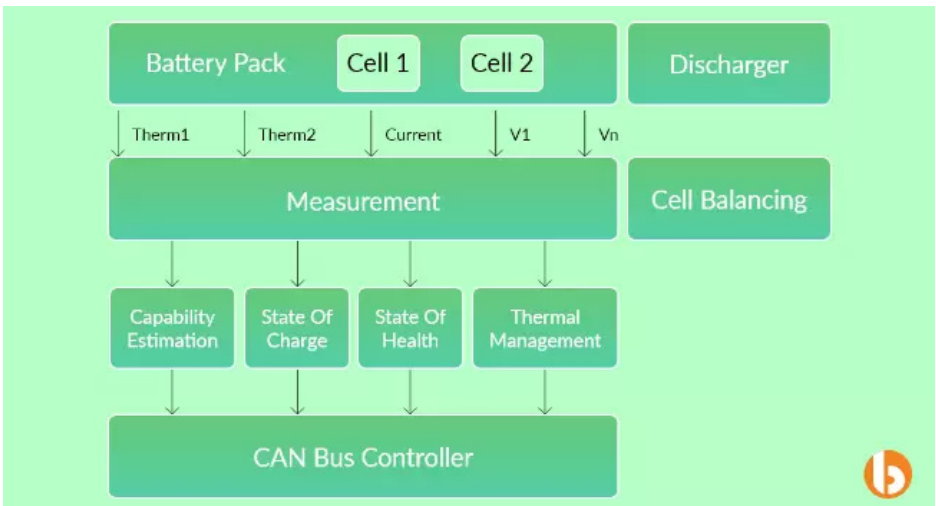 Battery Pack
Cell 1
Cell 2
Discharger
Therm1
Therm2
Current
V1
Vn
Measurement
Cell Balancing
Capability
Estimation
State Of
Charge
State Of
Health
Thermal
Management
CAN Bus Controller
b